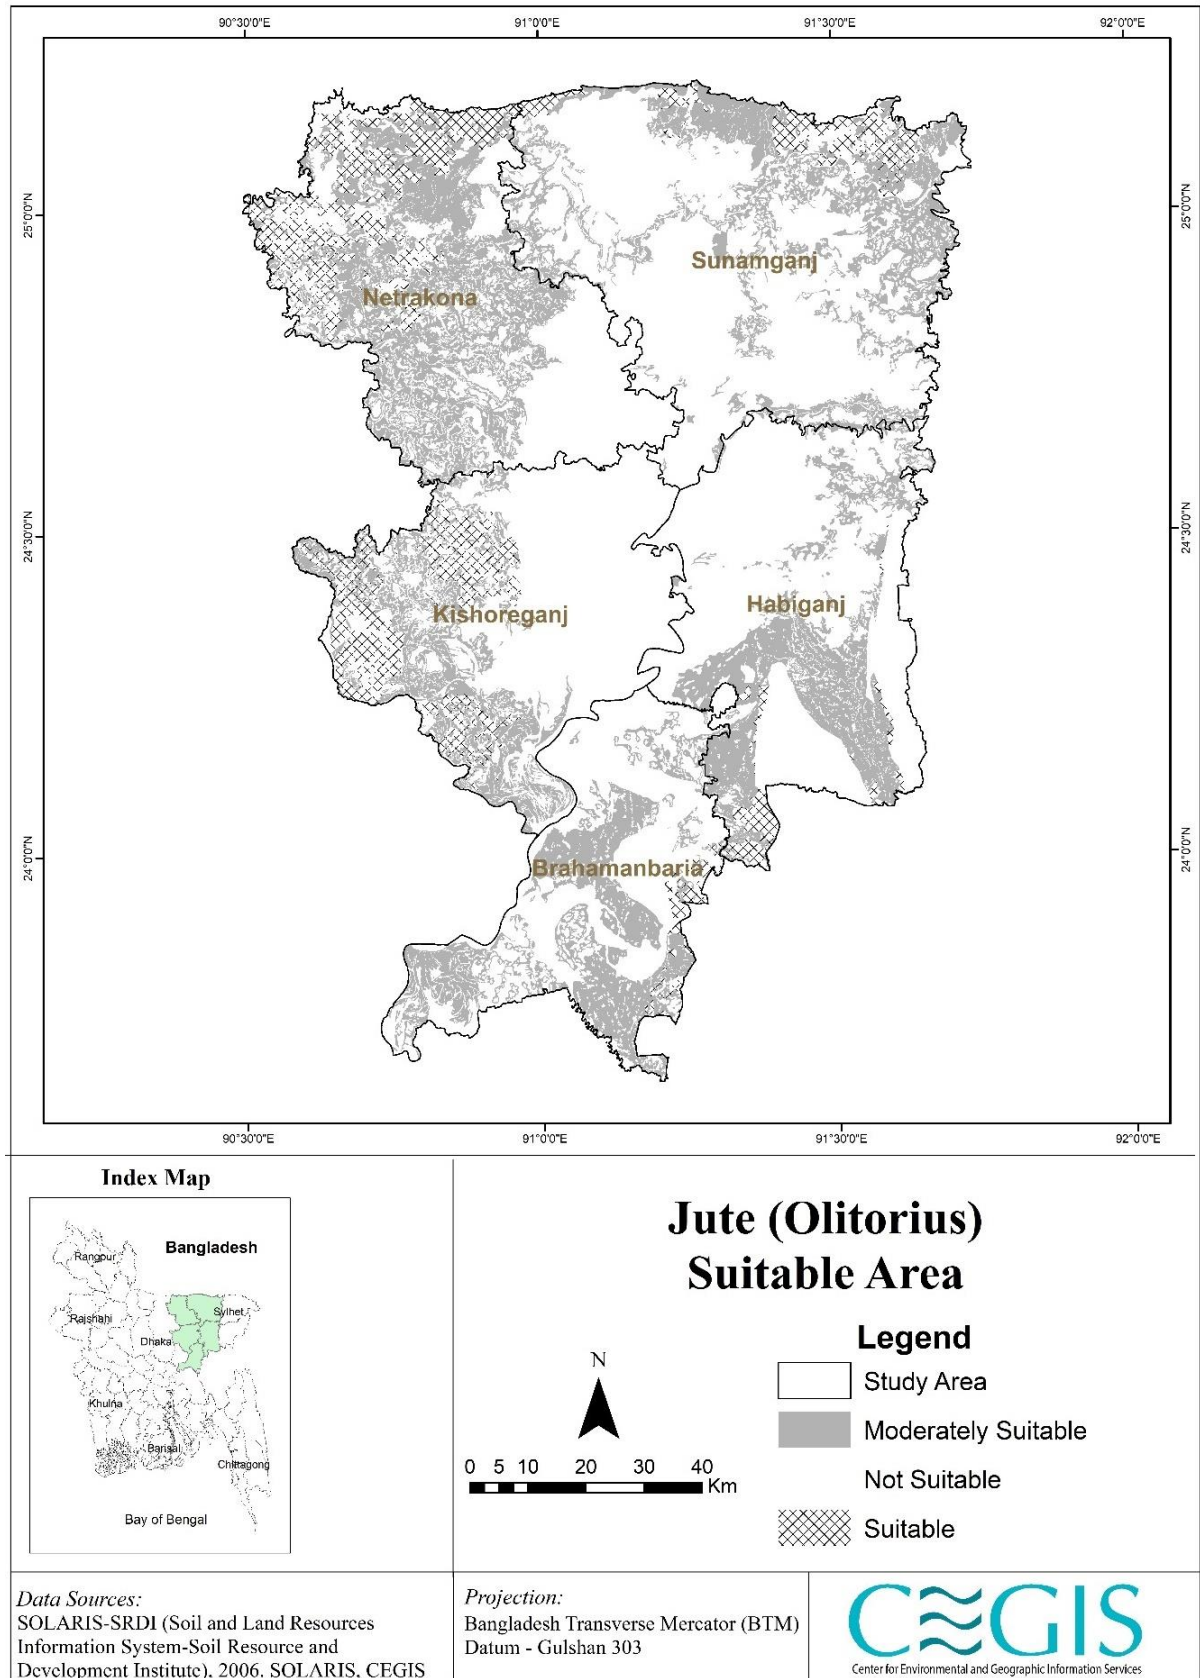 90°30'0"E
91°0'0"E
91°30'0"E
92°0'0"E
25°0'0"N
25°0'0"N
Sunamganj
Netrakona
24°30'0"N
24°30'0"N
Habiganj
Kishoreganj
24°0'0"N
24°0'0"N
Brahamanbaria
90°30'0"E
91°0'0"E
91°30'0"E
92°0'0"E
Index Map
Bangladesh
Rangpur
Sylhet
Rajshahi
Dhaka
Khulna
Barisal
Chittagong
Bay of Bengal
Jute (Olitorius)
Suitable Area
Legend
Study Area
Moderately Suitable
Not Suitable
Suitable
N
0 5 10 20 30 40
Km
Data Sources:
SOLARIS-SRDI (Soil and Land Resources
Information System-Soil Resource and
Development Institute), 2006. SOLARIS, CEGIS
Projection:
Bangladesh Transverse Mercator (BTM)
Datum - Gulshan 303
CEGIS
Center for Environmental and Geographic Information Services